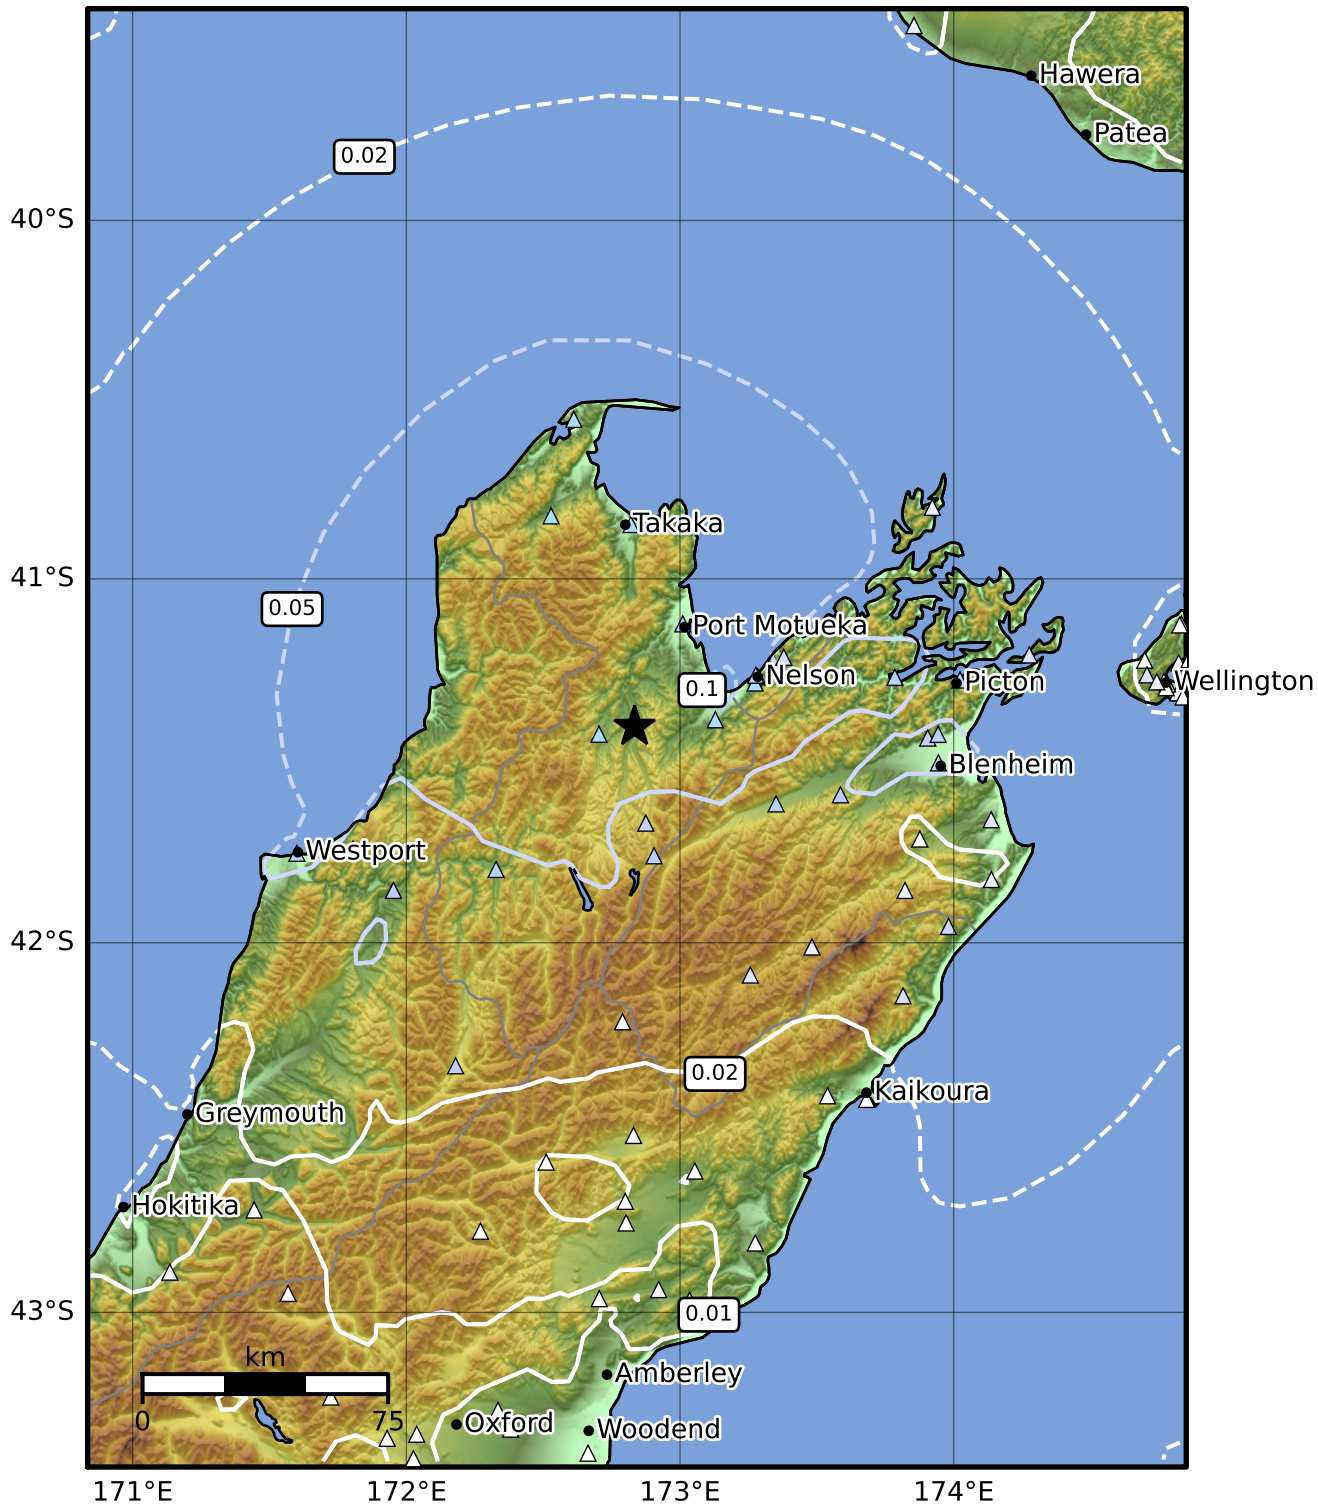 Hawera
Patea
0.02
40°S
Takaka
41°S
0.05
Port Motueka
Nelson
0.1
Picton
Wellington
Blenheim
Westport
42°S
0.02
Kaikoura
Greymouth
Hokitika
43°S
0.01
km
0
75
Amberley
Oxford
Woodend
171°E
172°E
173°E
174°E